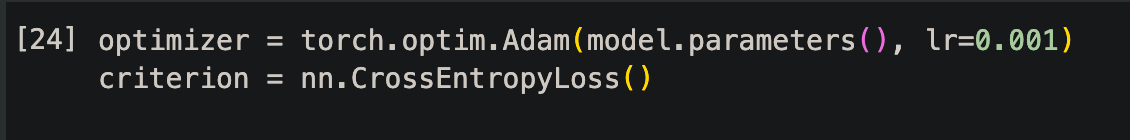 [24] optimizer = torch.optim.Adam(model.parameters(), lr=0.001)
criterion = nn.CrossEntropyLoss()